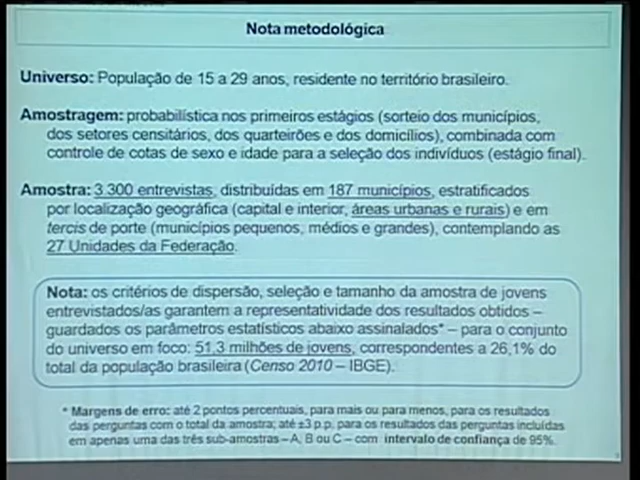 Nota metodológica
Universo: População de 15 a 29 anos, residente no território brasileiro.
Amostragem: probabilística nos primeiros estágios (sorteio dos municípios,
dos setores censitários, dos quarteirões e dos domicílios), combinada com
controle de cotas de sexo e idade para a seleção dos indivíduos (estágio final).
Amostra: 3 300 entrevistas, distribuídas em 187 municípios, estratificados
por localização geográfica (capital e interior, áreas urbanas e rurais) e em
tercis de porte (municípios pequenos, médios e grandes), contemplando as
27 Unidades da Federação.
Nota: os critérios de dispersão, seleção e tamanho da amostra de jovens
entrevistados/as garantem a representatividade dos resultados obtidos –
guardados os parâmetros estatísticos abaixo assinalados* – para o conjunto
do universo em foco: 51,3 milhões de jovens, correspondentes a 26,1% do
total da população brasileira (Censo 2010 – IBGE).
* Margens de erro: até 2 pontos percentuais, para mais ou para menos, para os resultados
das perguntas com o total da amostra; até ±3 p.p. para os resultados das perguntas incluídas
em apenas uma das três sub-amostras – A, B ou C – com intervalo de confiança de 95%.